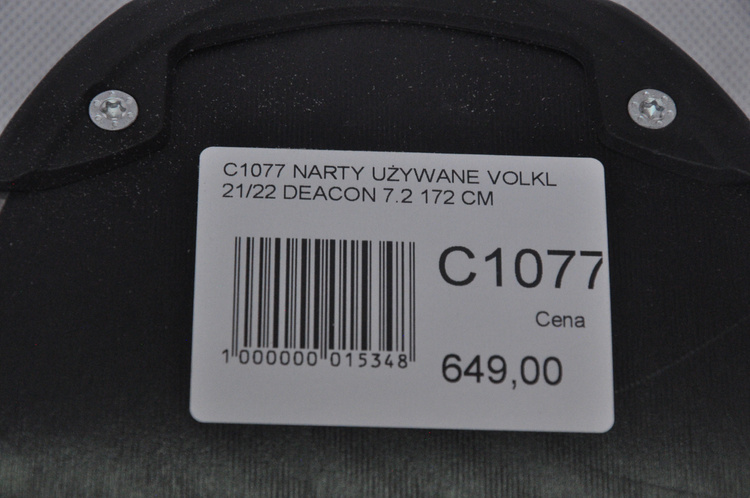 C1077 NARTY UŻYWANE VOLKL
21/22 DEACON 7.2 172 CM
C1077
Cena
1 000000 015348
649,00